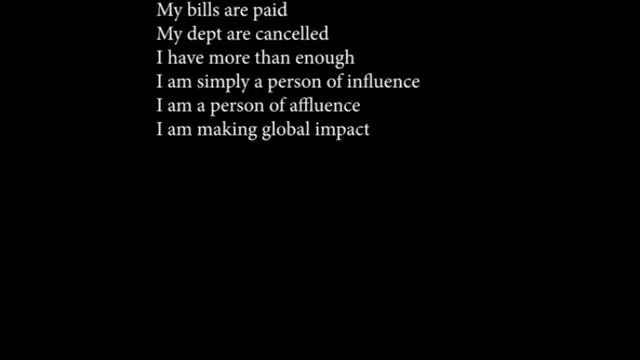 My bills are paid
My dept are cancelled
I have more than enough
I am simply a person of influence
I am a person of affluence
I am making global impact